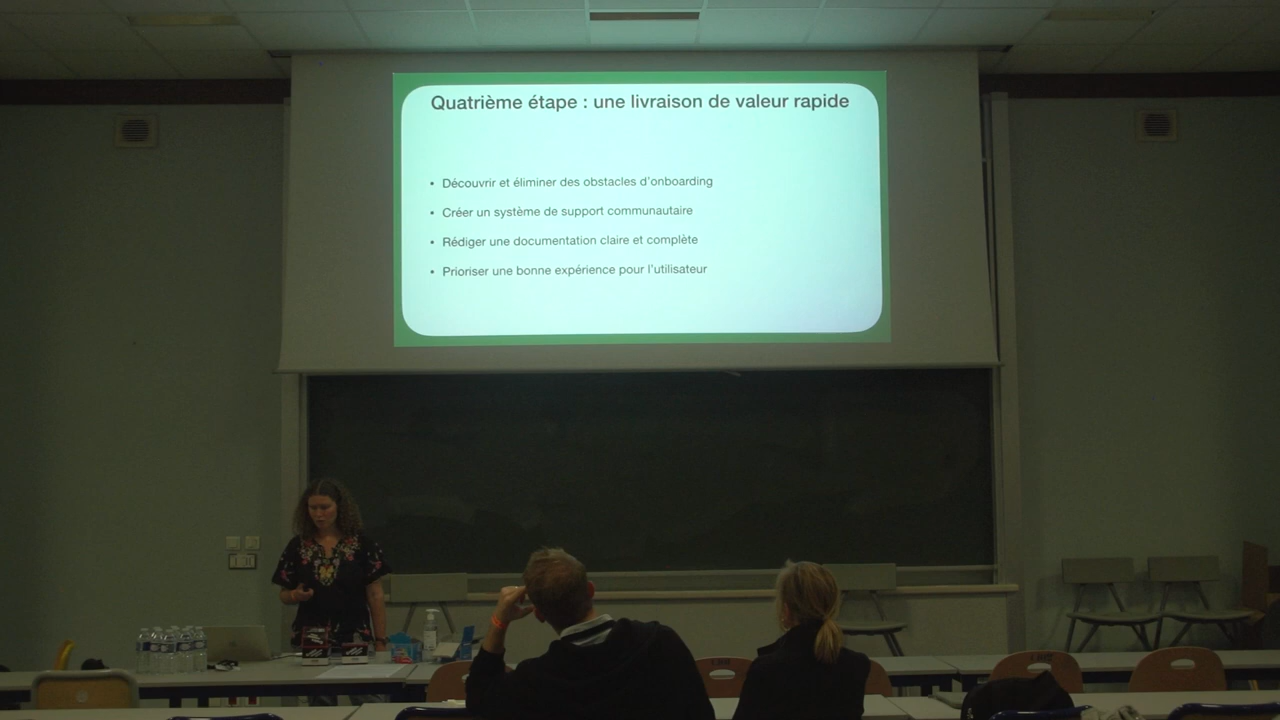 Quatrième étape : une livraison de valeur rapide
• Découvrir et éliminer des obstacles d'onboarding
• Créer un système de support communautaire
• Rédiger une documentation claire et complète
• Prioriser une bonne expérience pour l'utilisateur